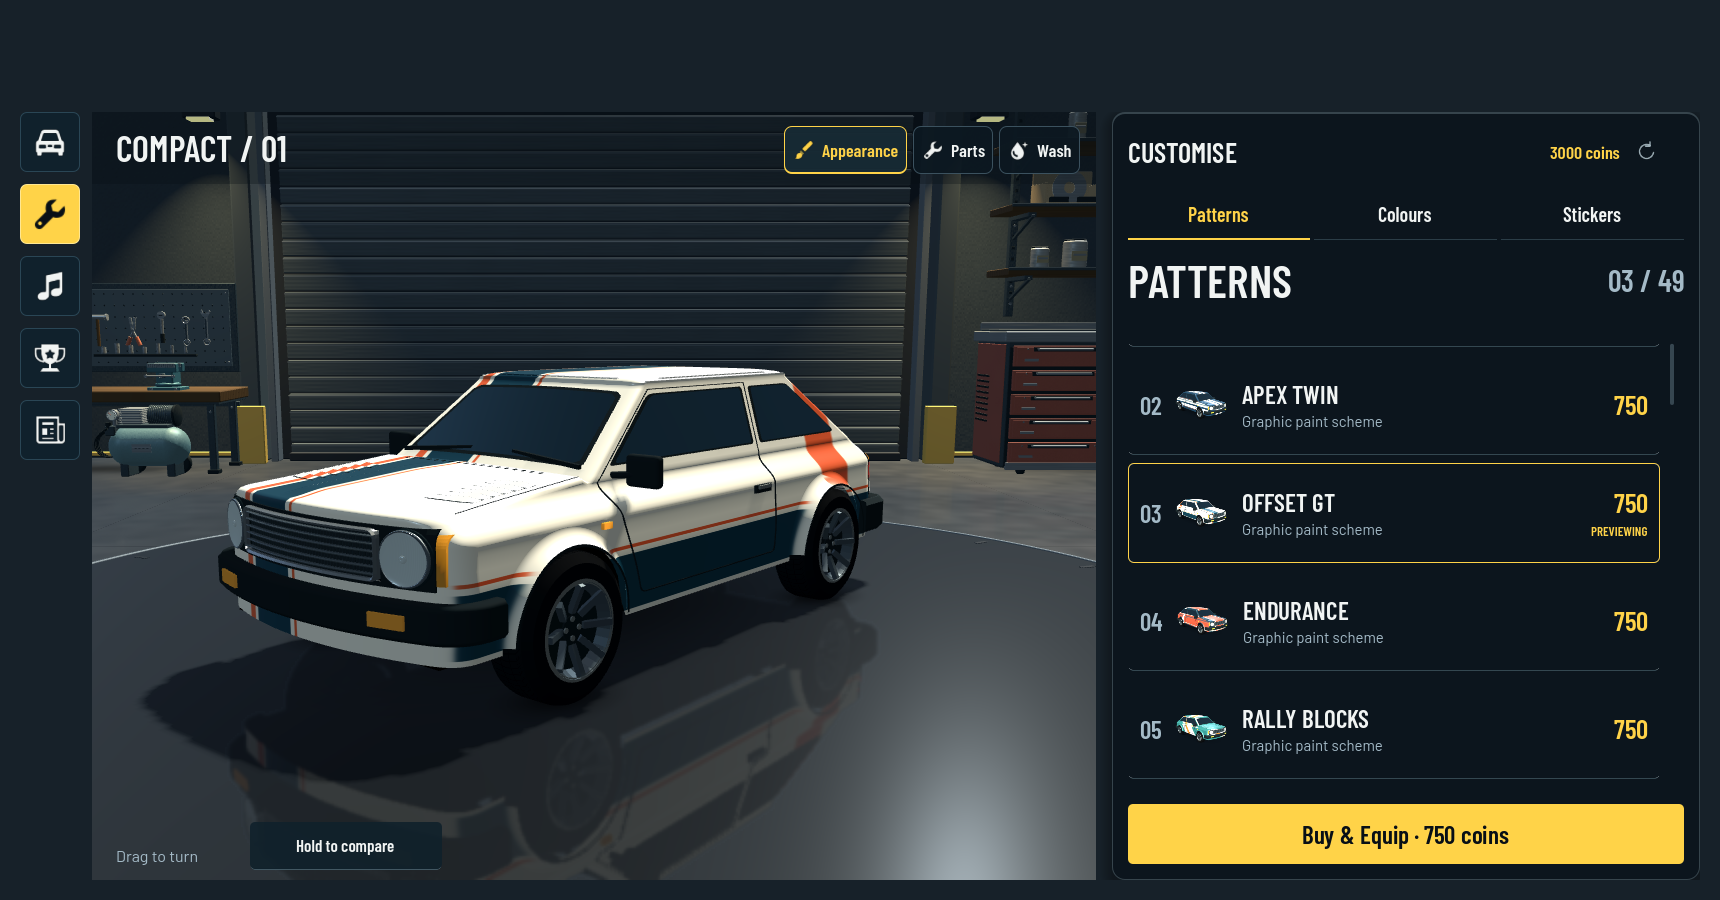 COMPACT / 01
Appearance
Parts
Wash
Drag to turn
Hold to compare
CUSTOMISE
3000 coins
Patterns
Colours
Stickers
PATTERNS
03 / 49
02
APEX TWIN
Graphic paint scheme
750
03
OFFSET GT
Graphic paint scheme
750
PREVIEWING
04
ENDURANCE
Graphic paint scheme
750
05
RALLY BLOCKS
Graphic paint scheme
750
Buy & Equip · 750 coins